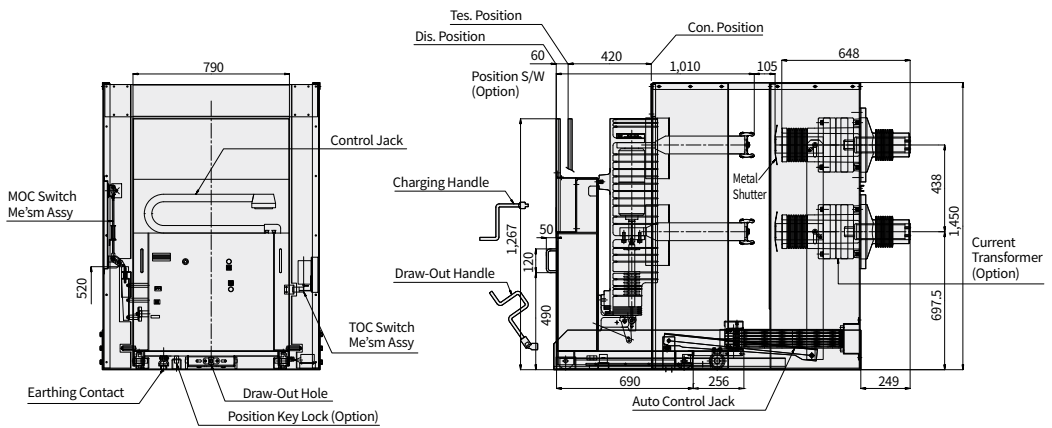 790
Control Jack
MOC Switch
Me'sm Assy
520
TOC Switch
Me'sm Assy
Earthing Contact
Draw-Out Hole
Position Key Lock (Option)
Tes. Position
Dis. Position
Con. Position
60
420
648
1,010
105
Position S/W
(Option)
Charging Handle
Metal
Shutter
438
1,450
50
1,267
120
Current
Transformer
(Option)
Draw-Out Handle
490
697.5
690
256
249
Auto Control Jack